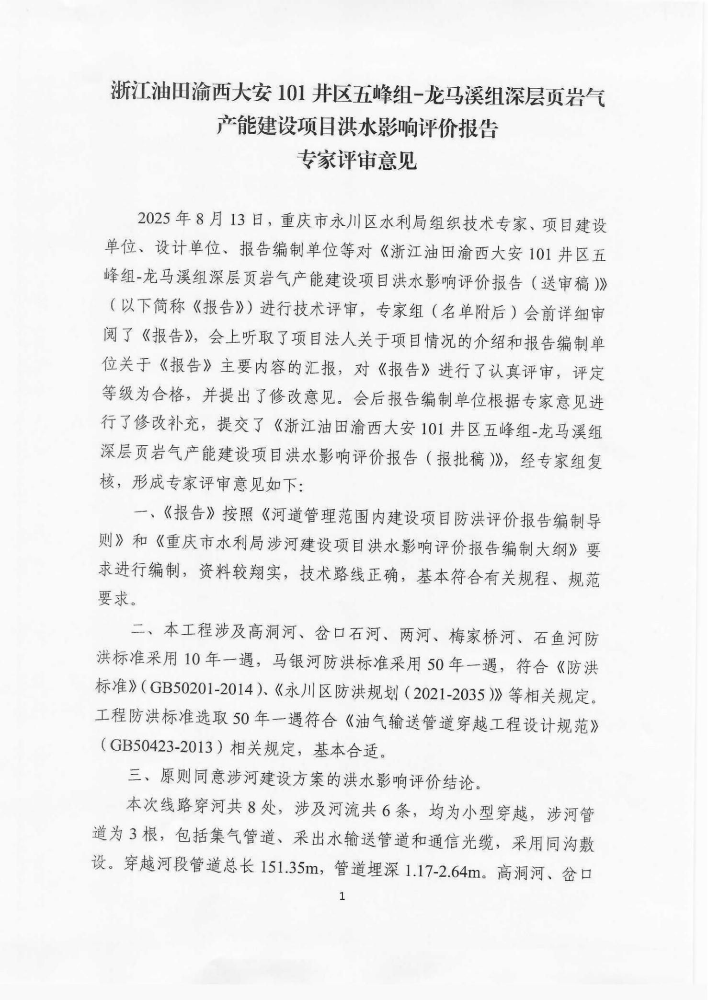 浙江油田渝西大安 101 井区五峰组-龙马溪组深层页岩气
产能建设项目洪水影响评价报告
专家评审意见
2025 年 8 月 13 日，重庆市永川区水利局组织技术专家、项目建设
单位、设计单位、报告编制单位等对《浙江油田渝西大安 101 井区五
峰组-龙马溪组深层页岩气产能建设项目洪水影响评价报告（送审稿）》
（以下简称《报告》）进行技术评审，专家组（名单附后）会前详细审
阅了《报告》，会上听取了项目法人关于项目情况的介绍和报告编制单
位关于《报告》主要内容的汇报，对《报告》进行了认真评审，评定
等级为合格，并提出了修改意见。会后报告编制单位根据专家意见进
行了修改补充，提交了《浙江油田渝西大安 101 井区五峰组-龙马溪组
深层页岩气产能建设项目洪水影响评价报告（报批稿）》，经专家组复
核，形成专家评审意见如下：
一、《报告》按照《河道管理范围内建设项目防洪评价报告编制导
则》和《重庆市水利局涉河建设项目洪水影响评价报告编制大纲》要
求进行编制，资料较翔实，技术路线正确，基本符合有关规程、规范
要求。
二、本工程涉及高洞河、岔口石河、两河、梅家桥河、石鱼河防
洪标准采用 10 年一遇，马银河防洪标准采用 50 年一遇，符合《防洪
标准》（GB50201-2014）、《永川区防洪规划（2021-2035）》等相关规定。
工程防洪标准选取 50 年一遇符合《油气输送管道穿越工程设计规范》
（GB50423-2013）相关规定，基本合适。
三、原则同意涉河建设方案的洪水影响评价结论。
本次线路穿河共 8 处，涉及河流共 6 条，均为小型穿越，涉河管
道为 3 根，包括集气管道、采出水输送管道和通信光缆，采用同沟敷
设。穿越河段管道总长 151.35m，管道埋深 1.17-2.64m。高洞河、岔口
1